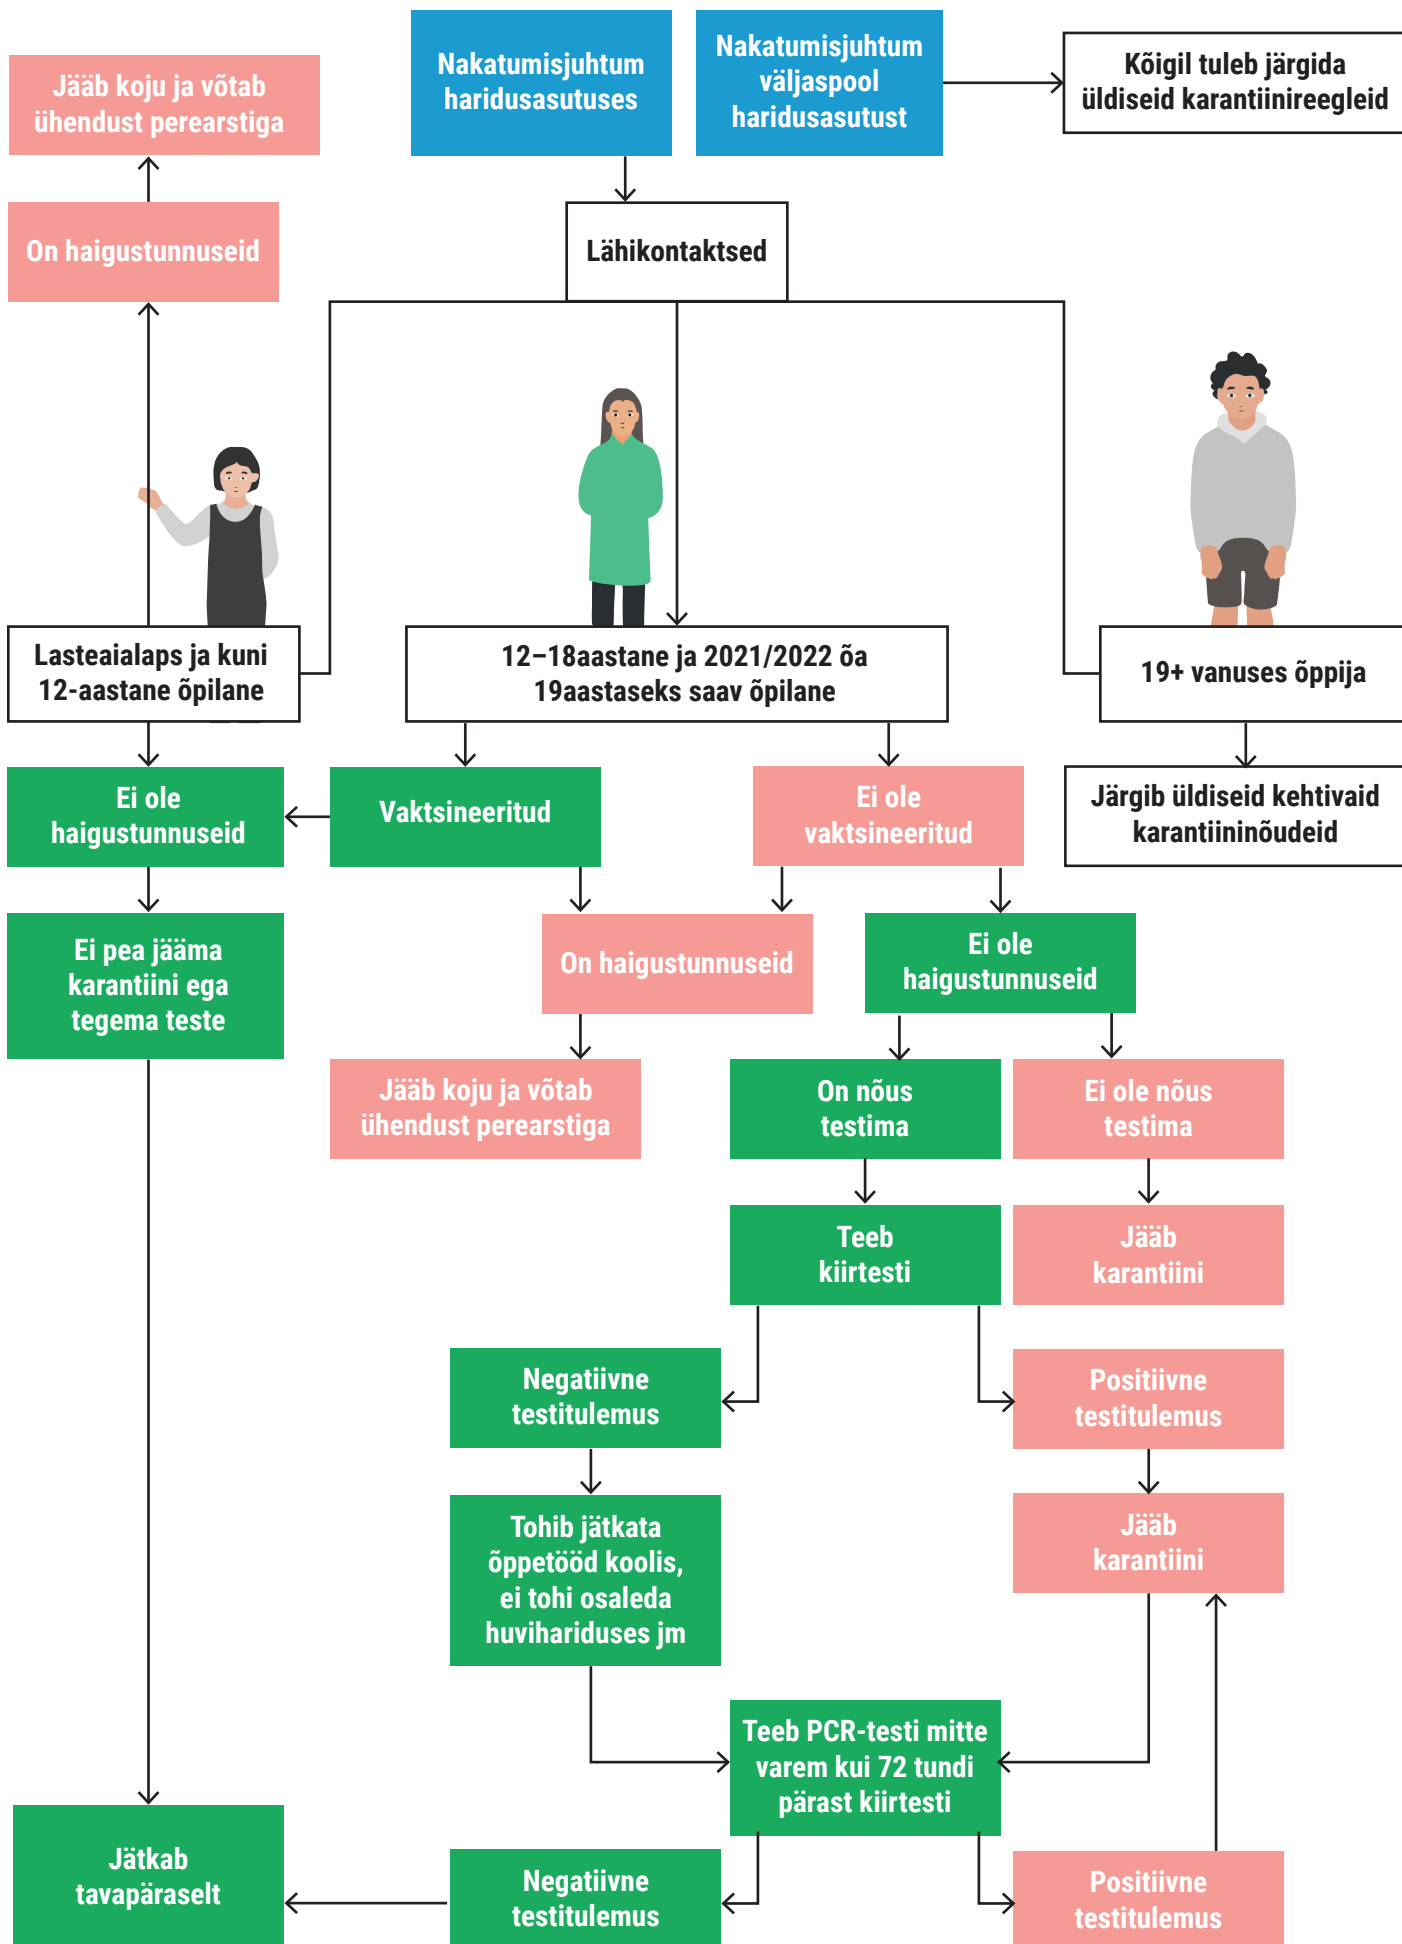 Jääb koju ja võtab
ühendust perearstiga
Nakatumisjuhtum
haridusasutuses
Nakatumisjuhtum
väljaspool
haridusasutust
Kõigil tuleb järgida
üldiseid karantiinireegleid
On haigustunnuseid
Lähikontaktsed
Lasteaialaps ja kuni
12-aastane õpilane
12–18aastane ja 2021/2022 õa
19aastaseks saav õpilane
19+ vanuses õppija
Ei ole
haigustunnuseid
Vaktsineeritud
Ei ole
vaktsineeritud
Järgib üldiseid kehtivaid
karantiininõudeid
Ei pea jääma
karantiini ega
tegema teste
On haigustunnuseid
Ei ole
haigustunnuseid
Jääb koju ja võtab
ühendust perearstiga
On nõus
testima
Ei ole nõus
testima
Teeb
kiirtesti
Jääb
karantiini
Negatiivne
testitulemus
Positiivne
testitulemus
Tohib jätkata
õppetööd koolis,
ei tohi osaleda
huvihariduses jm
Jääb
karantiini
Teeb PCR-testi mitte
varem kui 72 tundi
pärast kiirtesti
Jätkab
tavapäraselt
Negatiivne
testitulemus
Positiivne
testitulemus